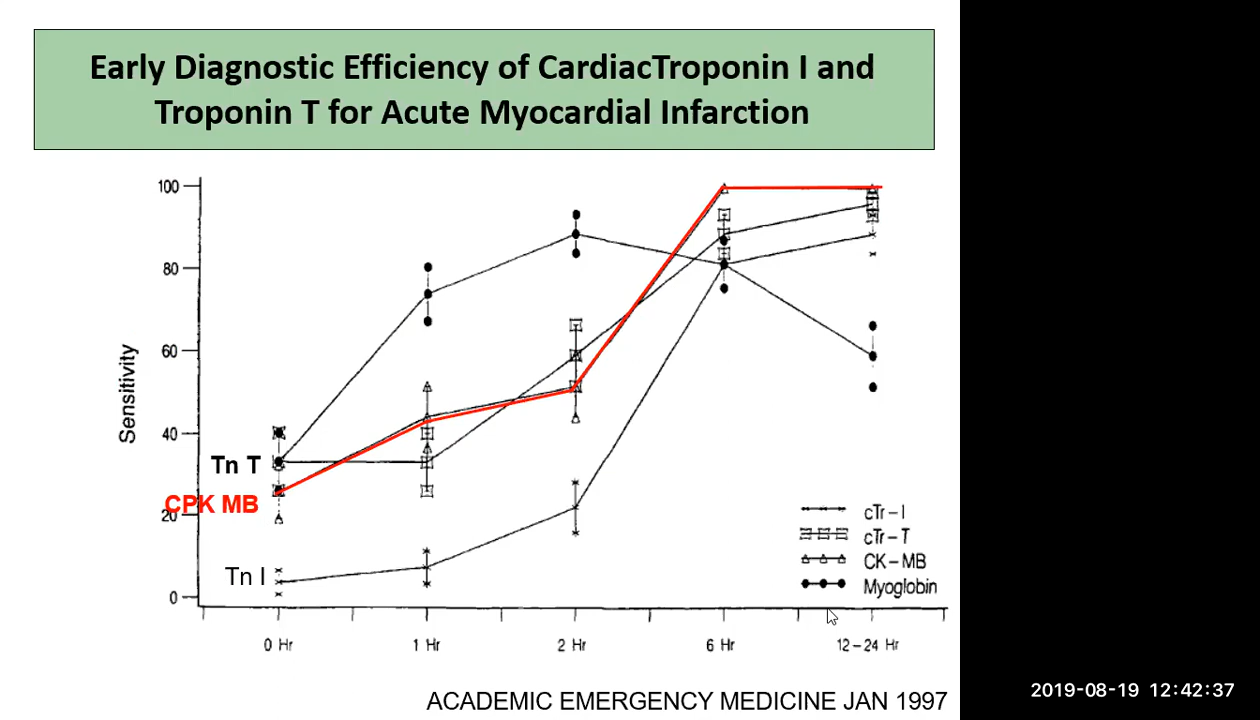 Early Diagnostic Efficiency of CardiacTroponin I and
Troponin T for Acute Myocardial Infarction
Sensitivity
100
80
60
40
20
0
Tn T
CPK MB
Tn I
cTr-I
cTr-T
CK-MB
Myoglobin
0 Hr
1 Hr
2 Hr
6 Hr
12-24 Hr
ACADEMIC EMERGENCY MEDICINE JAN 1997
2019-08-19 12:42:37